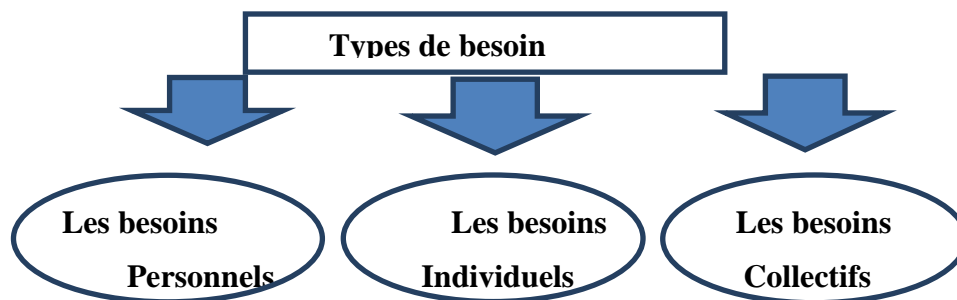 Types de besoin
Les besoins
Personnels
Les besoins
Individuels
Les besoins
Collectifs